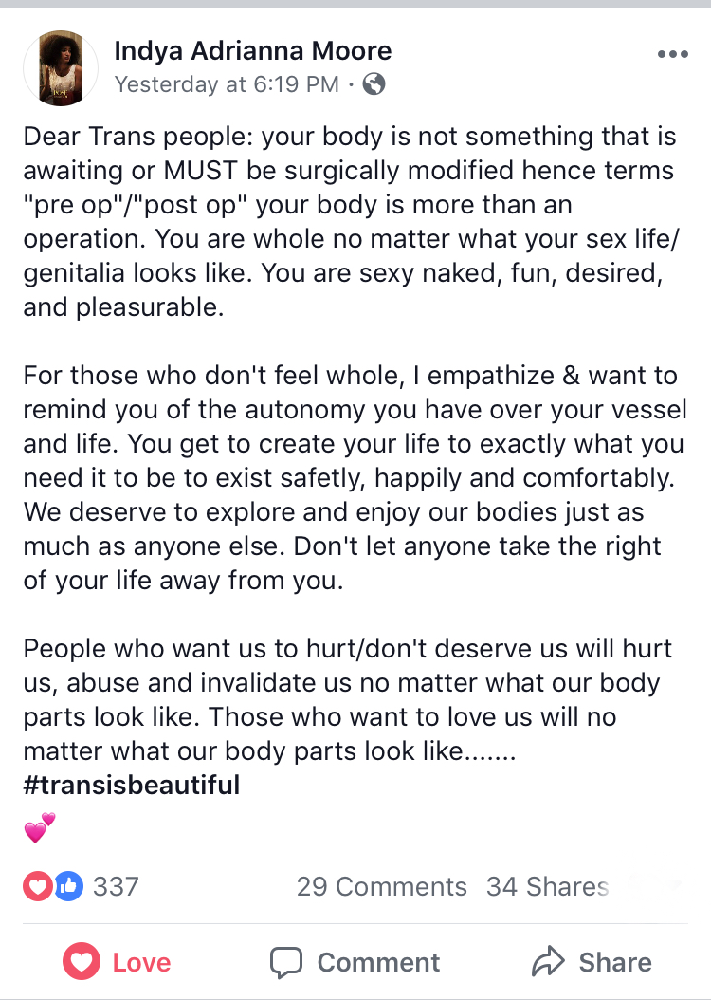 Indya Adrianna Moore
Yesterday at 6:19 PM ·
Dear Trans people: your body is not something that is
awaiting or MUST be surgically modified hence terms
"pre op"/"post op" your body is more than an
operation. You are whole no matter what your sex life/
genitalia looks like. You are sexy naked, fun, desired,
and pleasurable.
For those who don't feel whole, I empathize & want to
remind you of the autonomy you have over your vessel
and life. You get to create your life to exactly what you
need it to be to exist safetly, happily and comfortably.
We deserve to explore and enjoy our bodies just as
much as anyone else. Don't let anyone take the right
of your life away from you.
People who want us to hurt/don't deserve us will hurt
us, abuse and invalidate us no matter what our body
parts look like. Those who want to love us will no
matter what our body parts look like.......
#transisbeautiful
💕
337 29 Comments 34 Shares
Love Comment Share